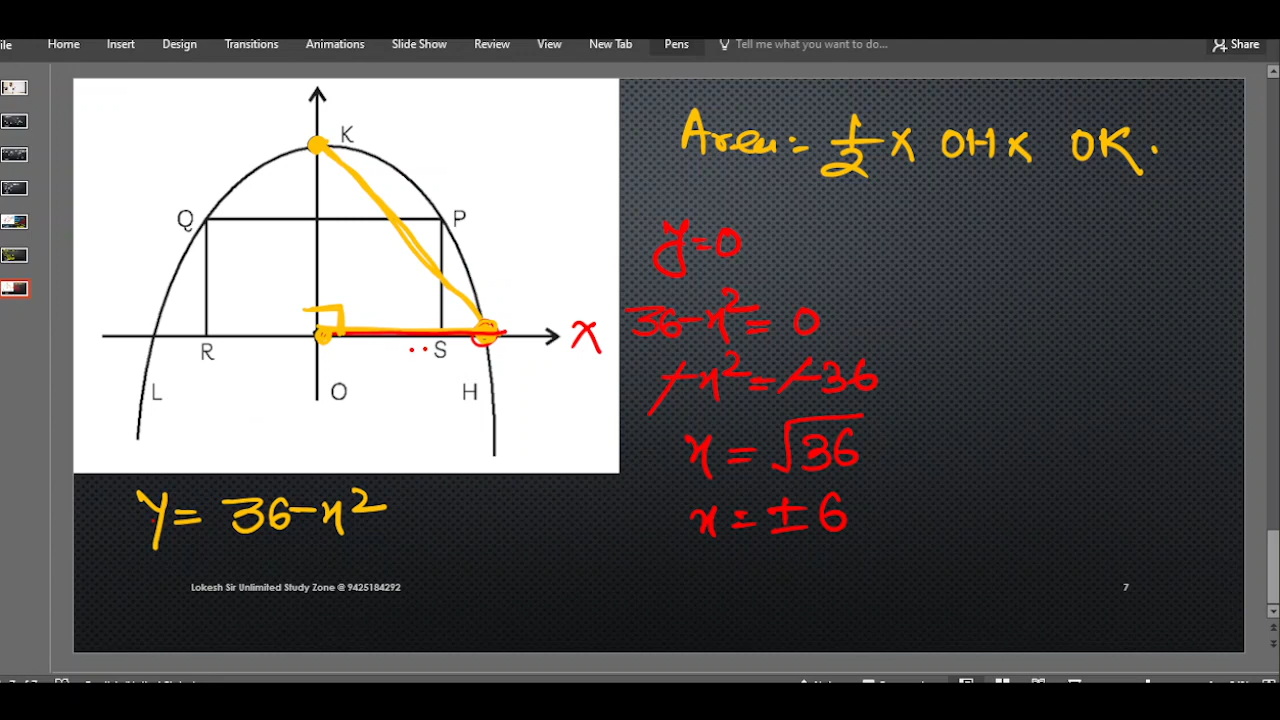 File Home Insert Design Transitions Animations Slide Show Review View New Tab Pens Tell me what you want to do... Share
K
Q P
R S
L O H
X
Area = 1/2 X OH X OK.
y=0
36-x²= 0
-x²= -36
x = √36
x = ±6
Y= 36-x²
Lokesh Sir Unlimited Study Zone @ 9425184292
7